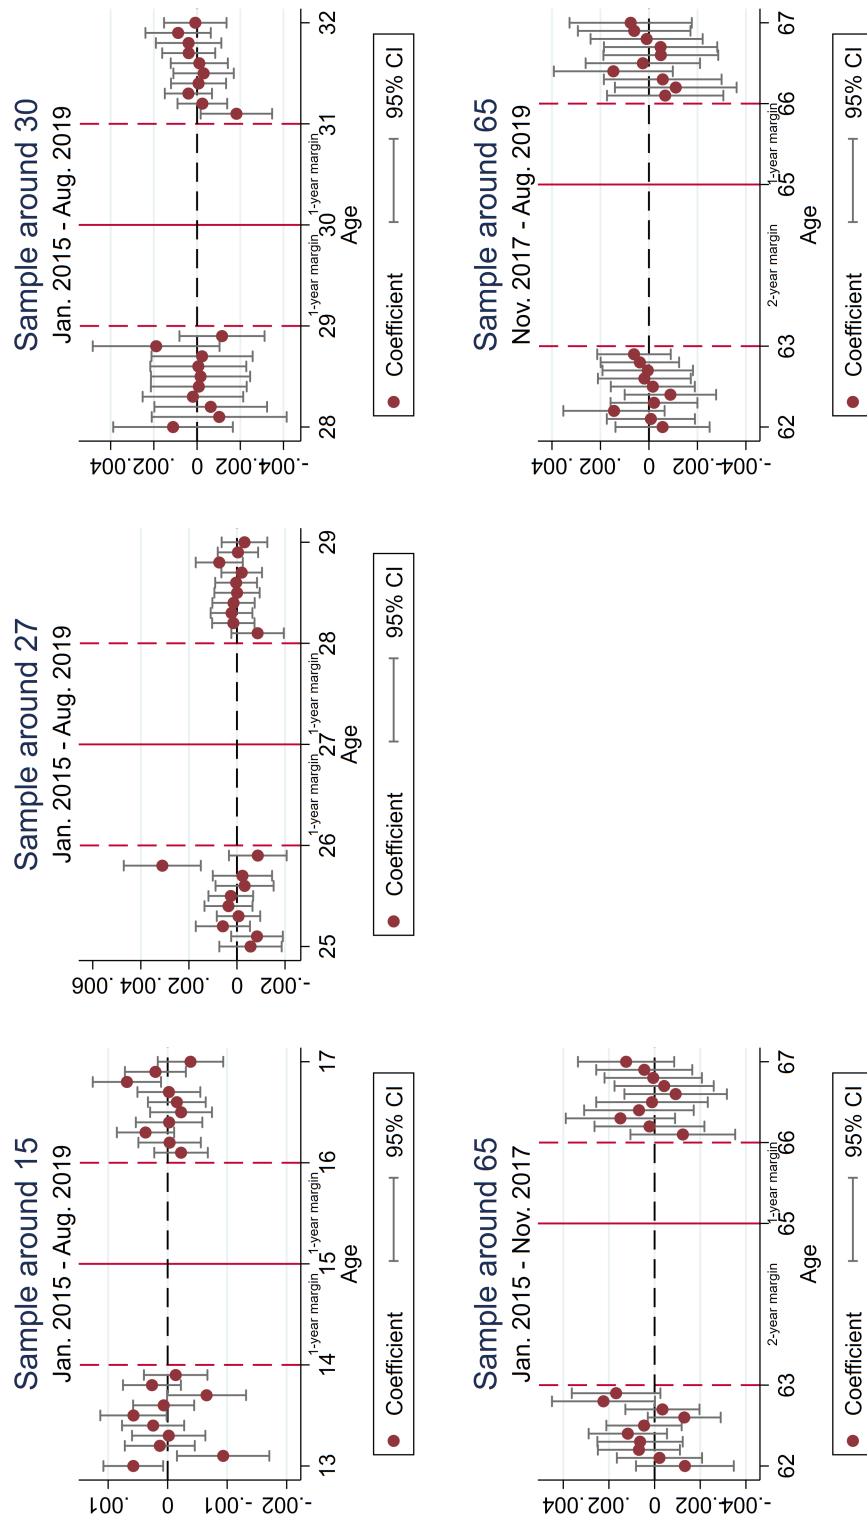 Sample around 15
Jan. 2015 - Aug. 2019
.001
0
-.001
-.002
13
14
15
16
17
1-year margin
1-year margin
Age
Coefficient
95% CI
Sample around 27
Jan. 2015 - Aug. 2019
.006
.004
.002
0
-.002
25
26
27
28
29
1-year margin
1-year margin
Age
Coefficient
95% CI
Sample around 30
Jan. 2015 - Aug. 2019
.004
.002
0
-.002
-.004
28
29
30
31
32
1-year margin
1-year margin
Age
Coefficient
95% CI
Sample around 65
Jan. 2015 - Nov. 2017
.004
.002
0
-.002
-.004
62
63
65
66
67
2-year margin
1-year margin
Age
Coefficient
95% CI
Sample around 65
Nov. 2017 - Aug. 2019
.004
.002
0
-.002
-.004
62
63
65
66
67
2-year margin
1-year margin
Age
Coefficient
95% CI